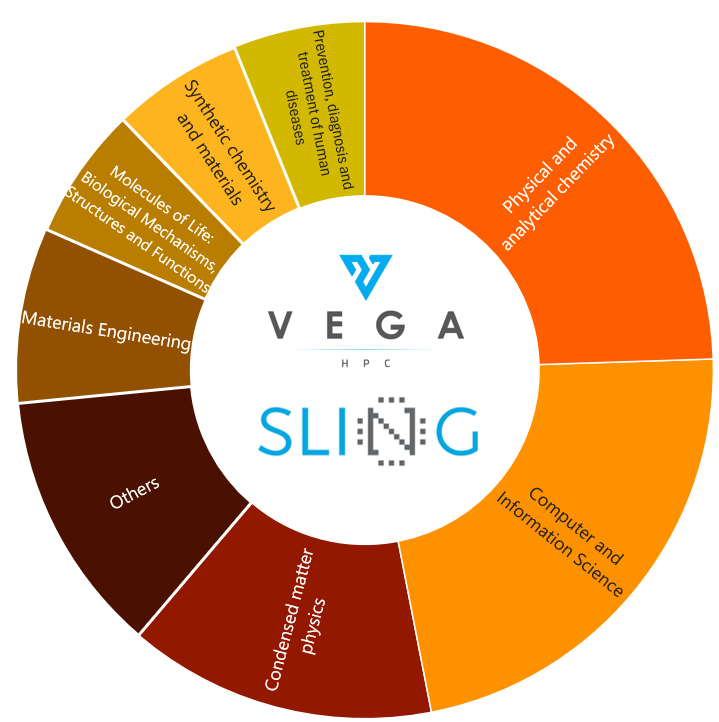 Physical and
analytical chemistry
Computer and
Information Science
Condensed matter
physics
Others
Materials Engineering
Molecules of Life:
Biological Mechanisms,
Structures and Functions
Synthetic chemistry
and materials
Prevention, diagnosis and
treatment of human
diseases
VEGA
HPC
SLING